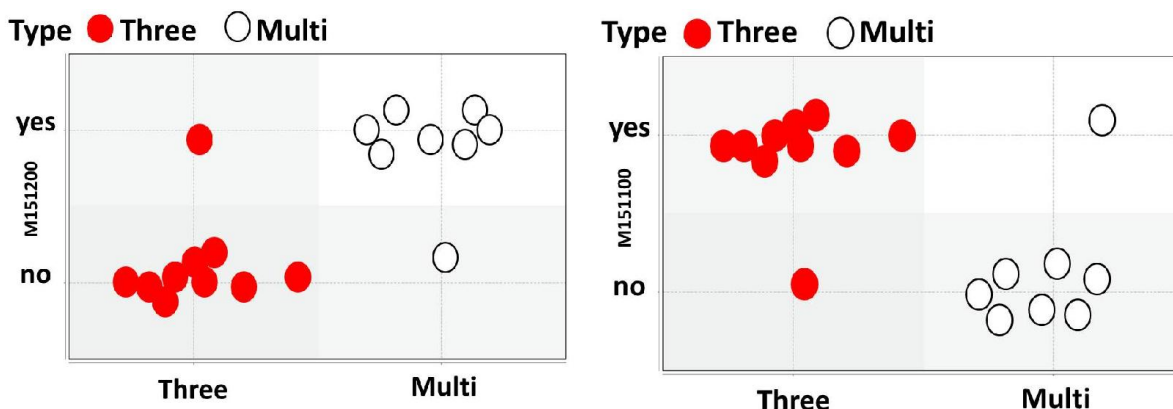 Type Three Multi
yes
M151200
no
Three Multi
Type Three Multi
yes
M151100
no
Three Multi